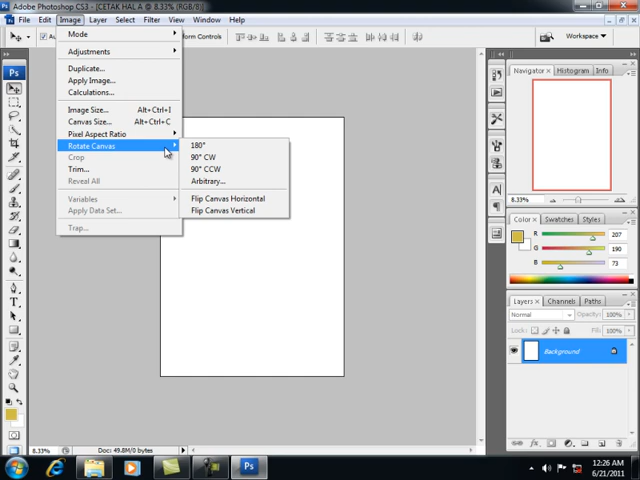 Adobe Photoshop CS3 - [CETAK HAL A @ 8.33% (RGB/8)]
File Edit Image Layer Select Filter View Window Help
Workspace
Mode
Adjustments
Duplicate...
Apply Image...
Calculations...
Image Size... Alt+Ctrl+I
Canvas Size... Alt+Ctrl+C
Pixel Aspect Ratio
Rotate Canvas
Crop
Trim...
Reveal All
Variables
Apply Data Set...
Trap...
180°
90° CW
90° CCW
Arbitrary...
Flip Canvas Horizontal
Flip Canvas Vertical
Ps
Navigator Histogram Info
8.33%
Color Swatches Styles
R 207
G 190
B 73
Layers Channels Paths
Normal Opacity: 100%
Lock: Fill: 100%
Background
8.33% Doc: 49.8M/0 bytes
Ps
12:26 AM
6/21/2011